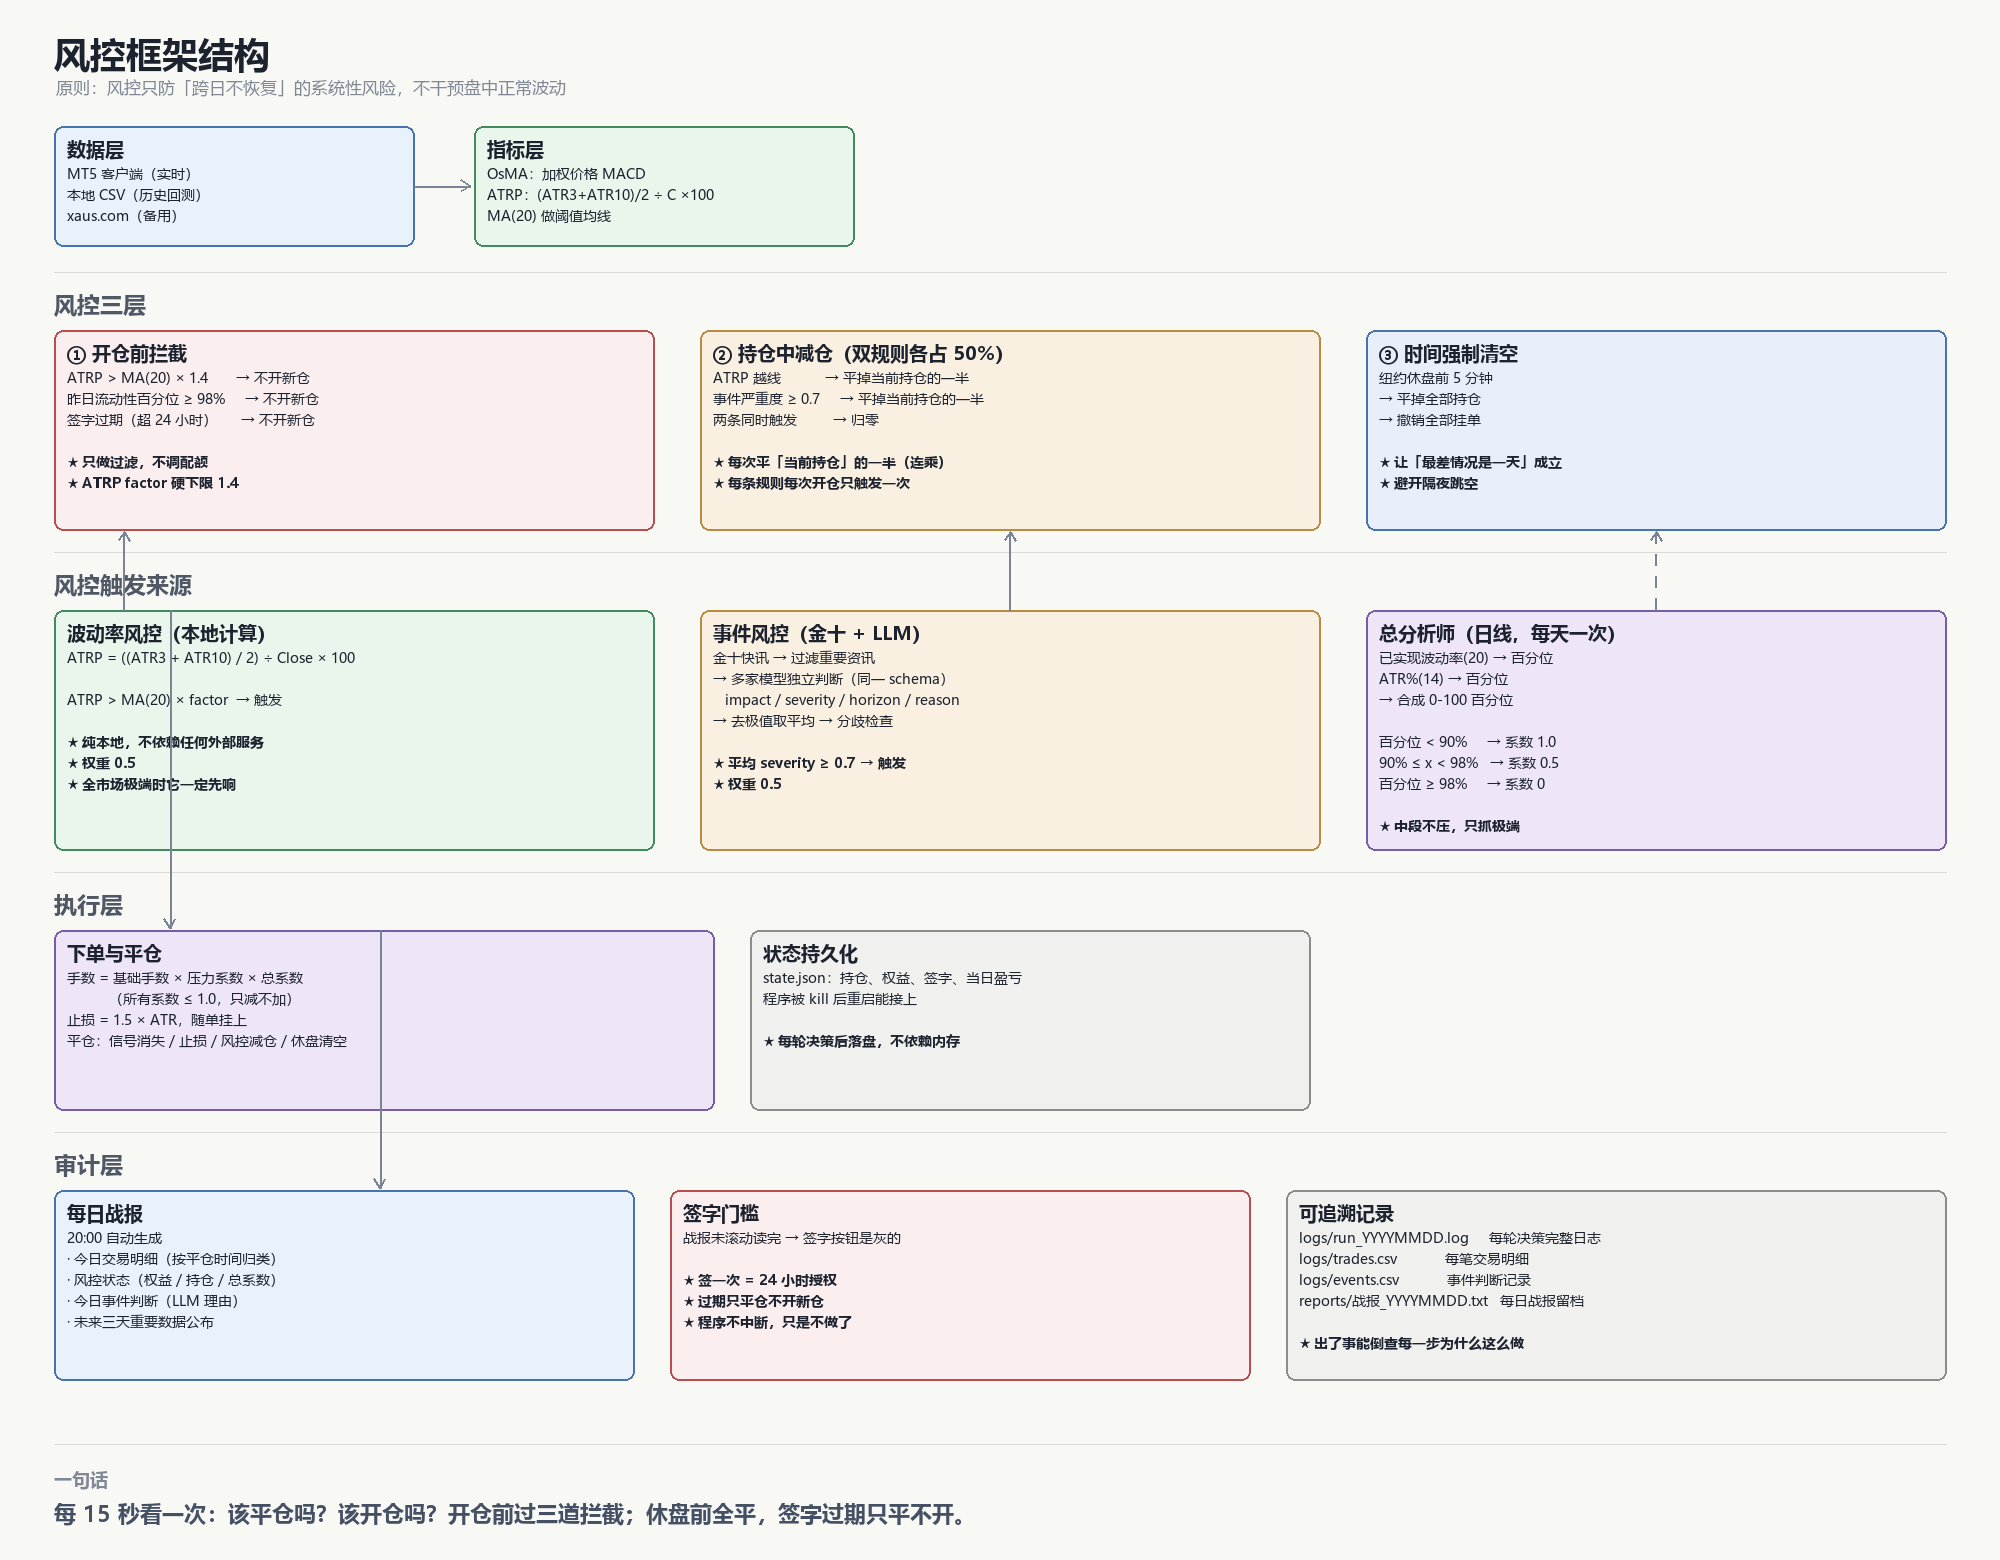 风控框架结构
原则：风控只防「跨日不恢复」的系统性风险，不干预盘中正常波动
数据层
MT5 客户端（实时）
本地 CSV（历史回测）
xaus.com（备用）
指标层
OsMA：加权价格 MACD
ATRP：(ATR3+ATR10)/2 ÷ C ×100
MA(20) 做阈值均线
风控三层
① 开仓前拦截
ATRP > MA(20) × 1.4 → 不开新仓
昨日流动性百分位 ≥ 98% → 不开新仓
签字过期（超 24 小时） → 不开新仓
★ 只做过滤，不调配额
★ ATRP factor 硬下限 1.4
② 持仓中减仓（双规则各占 50%）
ATRP 越线 → 平掉当前持仓的一半
事件严重度 ≥ 0.7 → 平掉当前持仓的一半
两条同时触发 → 归零
★ 每次平「当前持仓」的一半（连乘）
★ 每条规则每次开仓只触发一次
③ 时间强制清空
纽约休盘前 5 分钟
→ 平掉全部持仓
→ 撤销全部挂单
★ 让「最差情况是一天」成立
★ 避开隔夜跳空
风控触发来源
波动率风控（本地计算）
ATRP = ((ATR3 + ATR10) / 2) ÷ Close × 100
ATRP > MA(20) × factor → 触发
★ 纯本地，不依赖任何外部服务
★ 权重 0.5
★ 全市场极端时它一定先响
事件风控（金十 + LLM）
金十快讯 → 过滤重要资讯
→ 多家模型独立判断（同一 schema）
impact / severity / horizon / reason
→ 去极值取平均 → 分歧检查
★ 平均 severity ≥ 0.7 → 触发
★ 权重 0.5
总分析师（日线，每天一次）
已实现波动率(20) → 百分位
ATR%(14) → 百分位
→ 合成 0-100 百分位
百分位 < 90% → 系数 1.0
90% ≤ x < 98% → 系数 0.5
百分位 ≥ 98% → 系数 0
★ 中段不压，只抓极端
执行层
下单与平仓
手数 = 基础手数 × 压力系数 × 总系数
（所有系数 ≤ 1.0，只减不加）
止损 = 1.5 × ATR，随单挂上
平仓：信号消失 / 止损 / 风控减仓 / 休盘清空
状态持久化
state.json：持仓、权益、签字、当日盈亏
程序被 kill 后重启能接上
★ 每轮决策后落盘，不依赖内存
审计层
每日战报
20:00 自动生成
· 今日交易明细（按平仓时间归类）
· 风控状态（权益 / 持仓 / 总系数）
· 今日事件判断（LLM 理由）
· 未来三天重要数据公布
签字门槛
战报未滚动读完 → 签字按钮是灰的
★ 签一次 = 24 小时授权
★ 过期只平仓不开新仓
★ 程序不中断，只是不做了
可追溯记录
logs/run_YYYYMMDD.log 每轮决策完整日志
logs/trades.csv 每笔交易明细
logs/events.csv 事件判断记录
reports/战报_YYYYMMDD.txt 每日战报留档
★ 出了事能倒查每一步为什么这么做
一句话
每 15 秒看一次：该平仓吗？该开仓吗？开仓前过三道拦截；休盘前全平，签字过期只平不开。